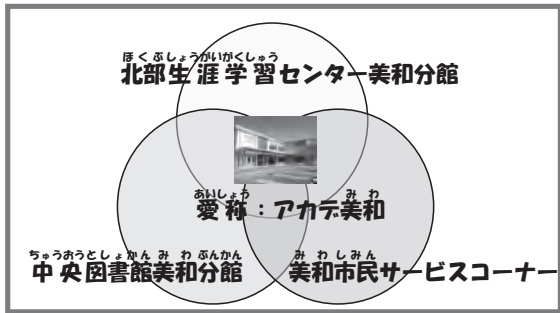 ほくぶしょうがいがくしゅう
北部生涯学習センター美和分館
あいしょう みわ
愛称：アカデ美和
ちゅうおうとしょかんみわぶんかん みわしみん
中央図書館美和分館 美和市民サービスコーナー